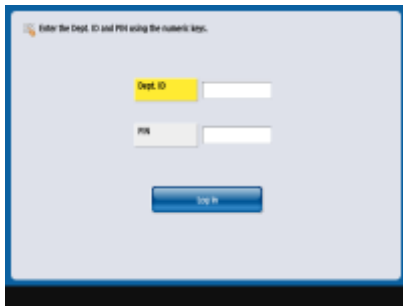 Enter the Dept. ID and PIN using the numeric keys.
Dept. ID
PIN
Log In